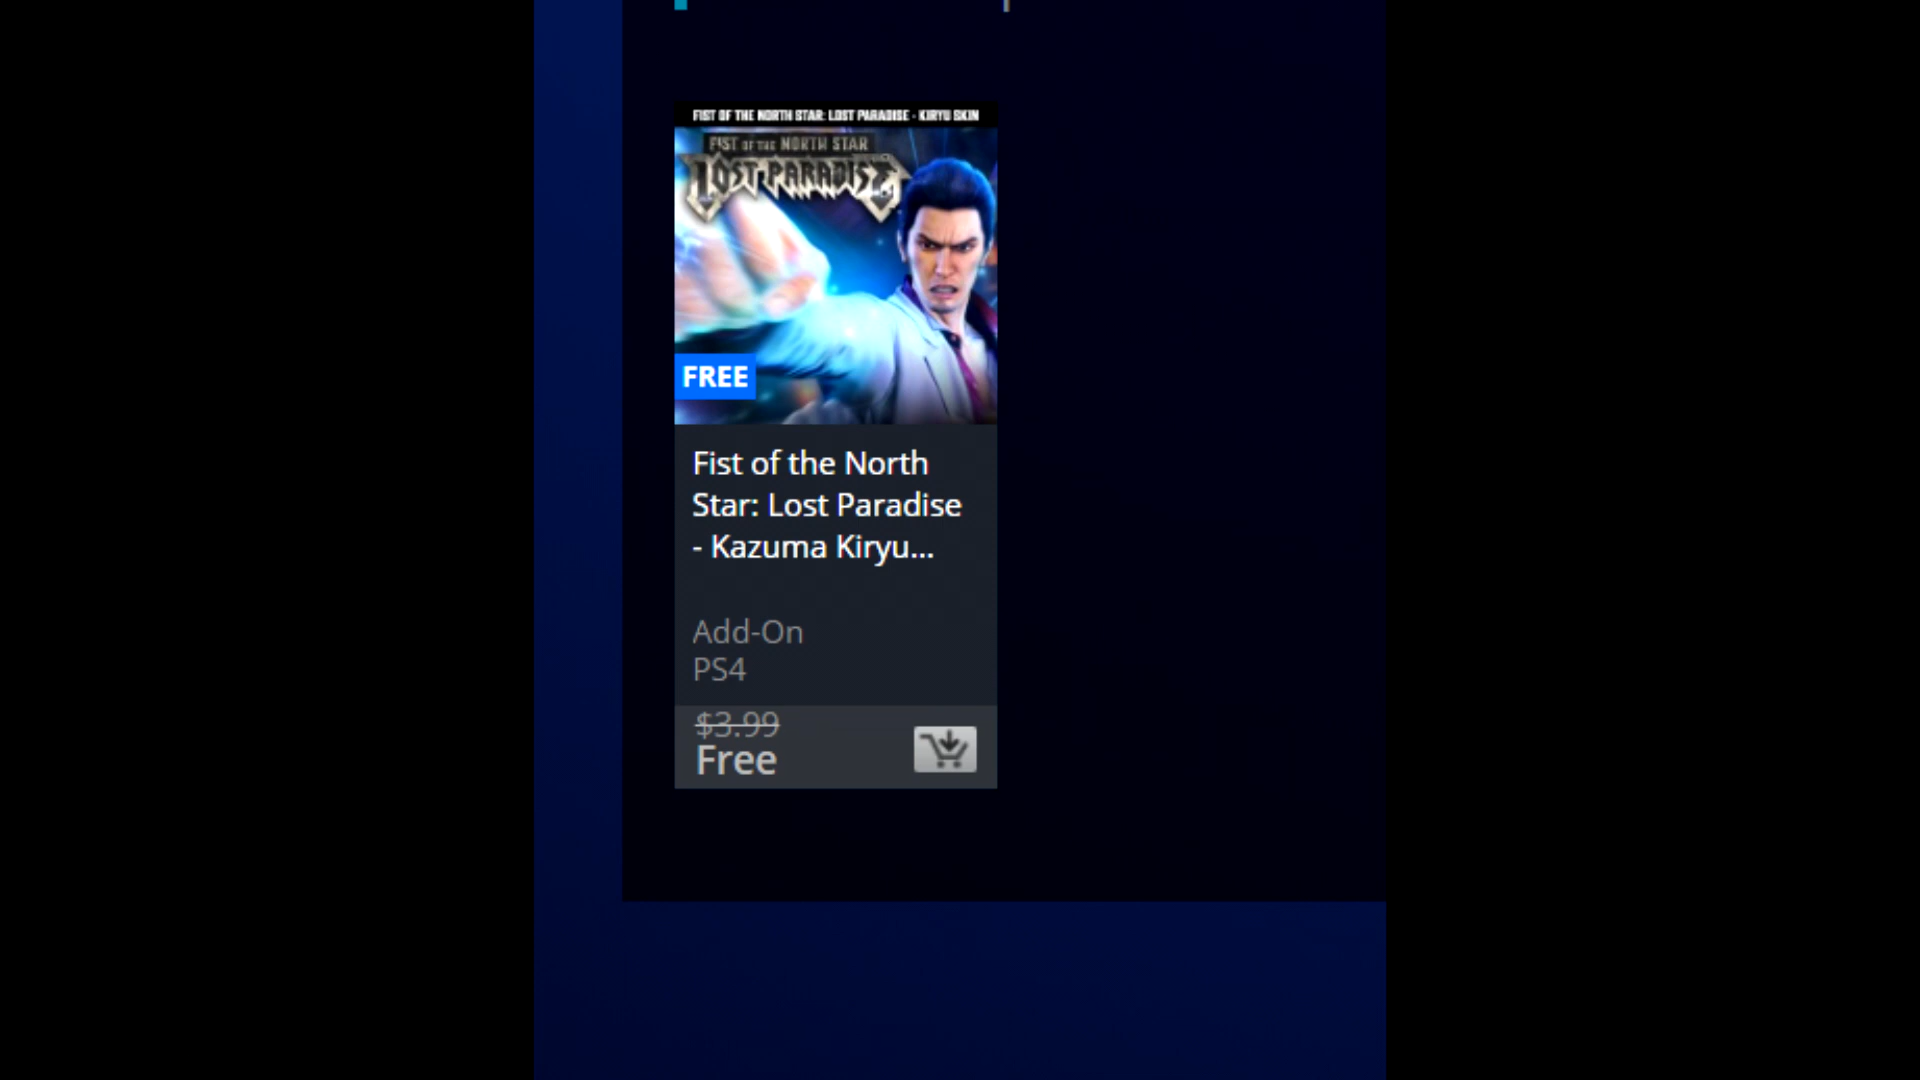 FIST OF THE NORTH STAR: LOST PARADISE - KIRYU SKIN
FIST OF THE NORTH STAR
LOST PARADISE
FREE
Fist of the North
Star: Lost Paradise
- Kazuma Kiryu...
Add-On
PS4
$3.99
Free